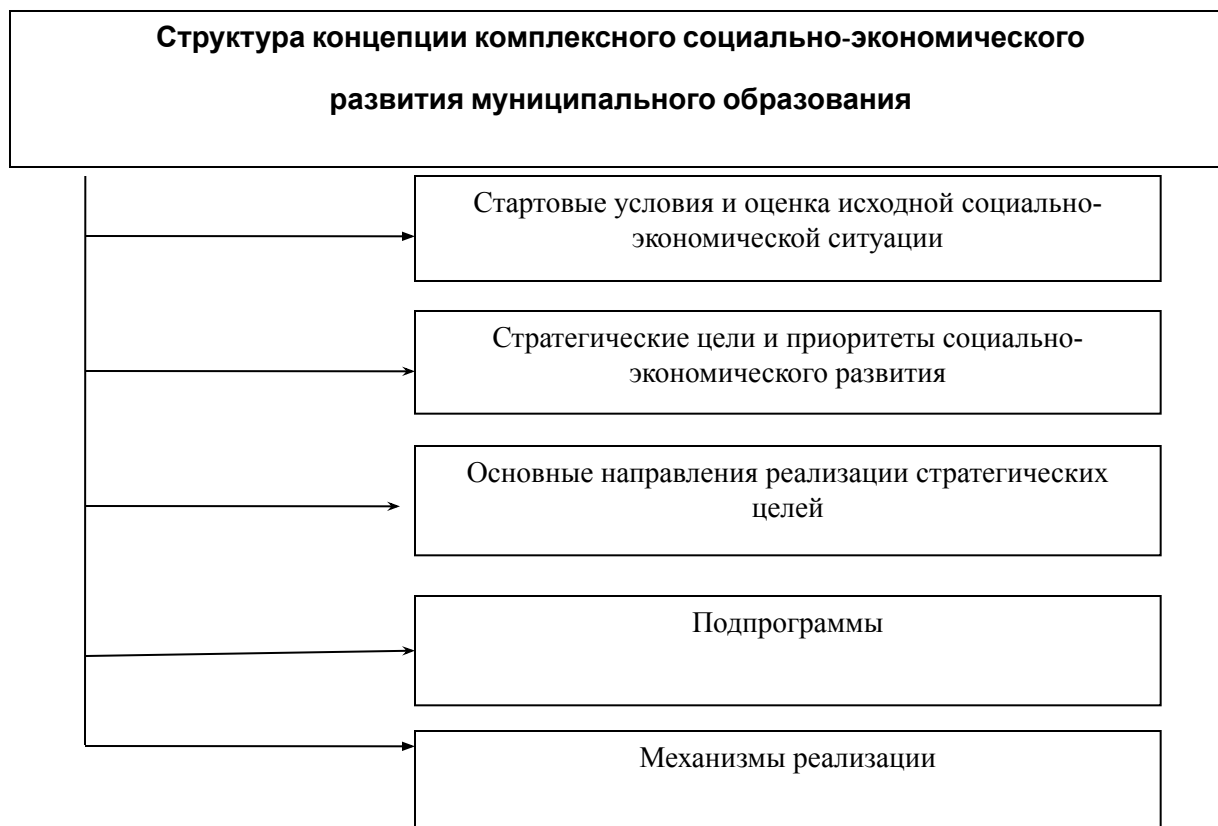 Структура концепции комплексного социально-экономического
развития муниципального образования
Стартовые условия и оценка исходной социально-
экономической ситуации
Стратегические цели и приоритеты социально-
экономического развития
Основные направления реализации стратегических
целей
Подпрограммы
Механизмы реализации